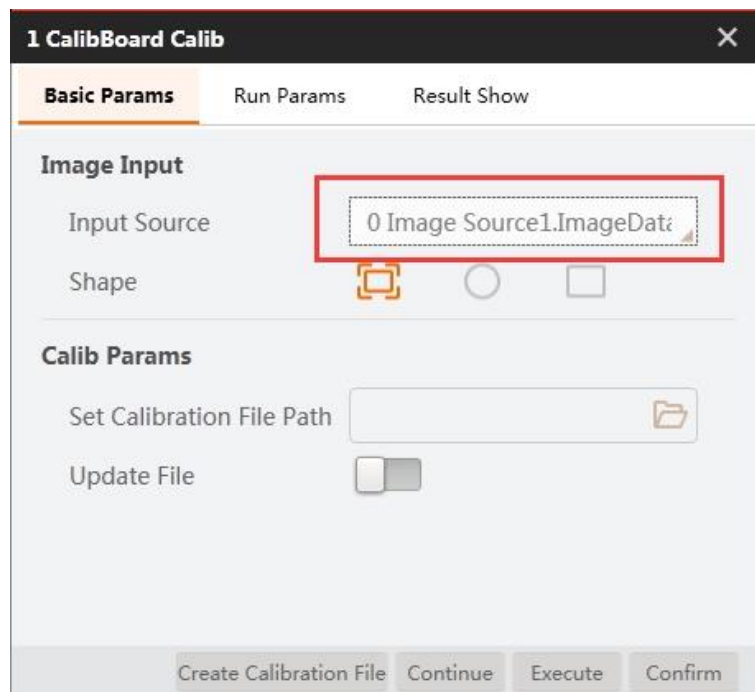 1 CalibBoard Calib
Basic Params Run Params Result Show
Image Input
Input Source 0 Image Source1.ImageData
Shape
Calib Params
Set Calibration File Path
Update File
Create Calibration File Continue Execute Confirm